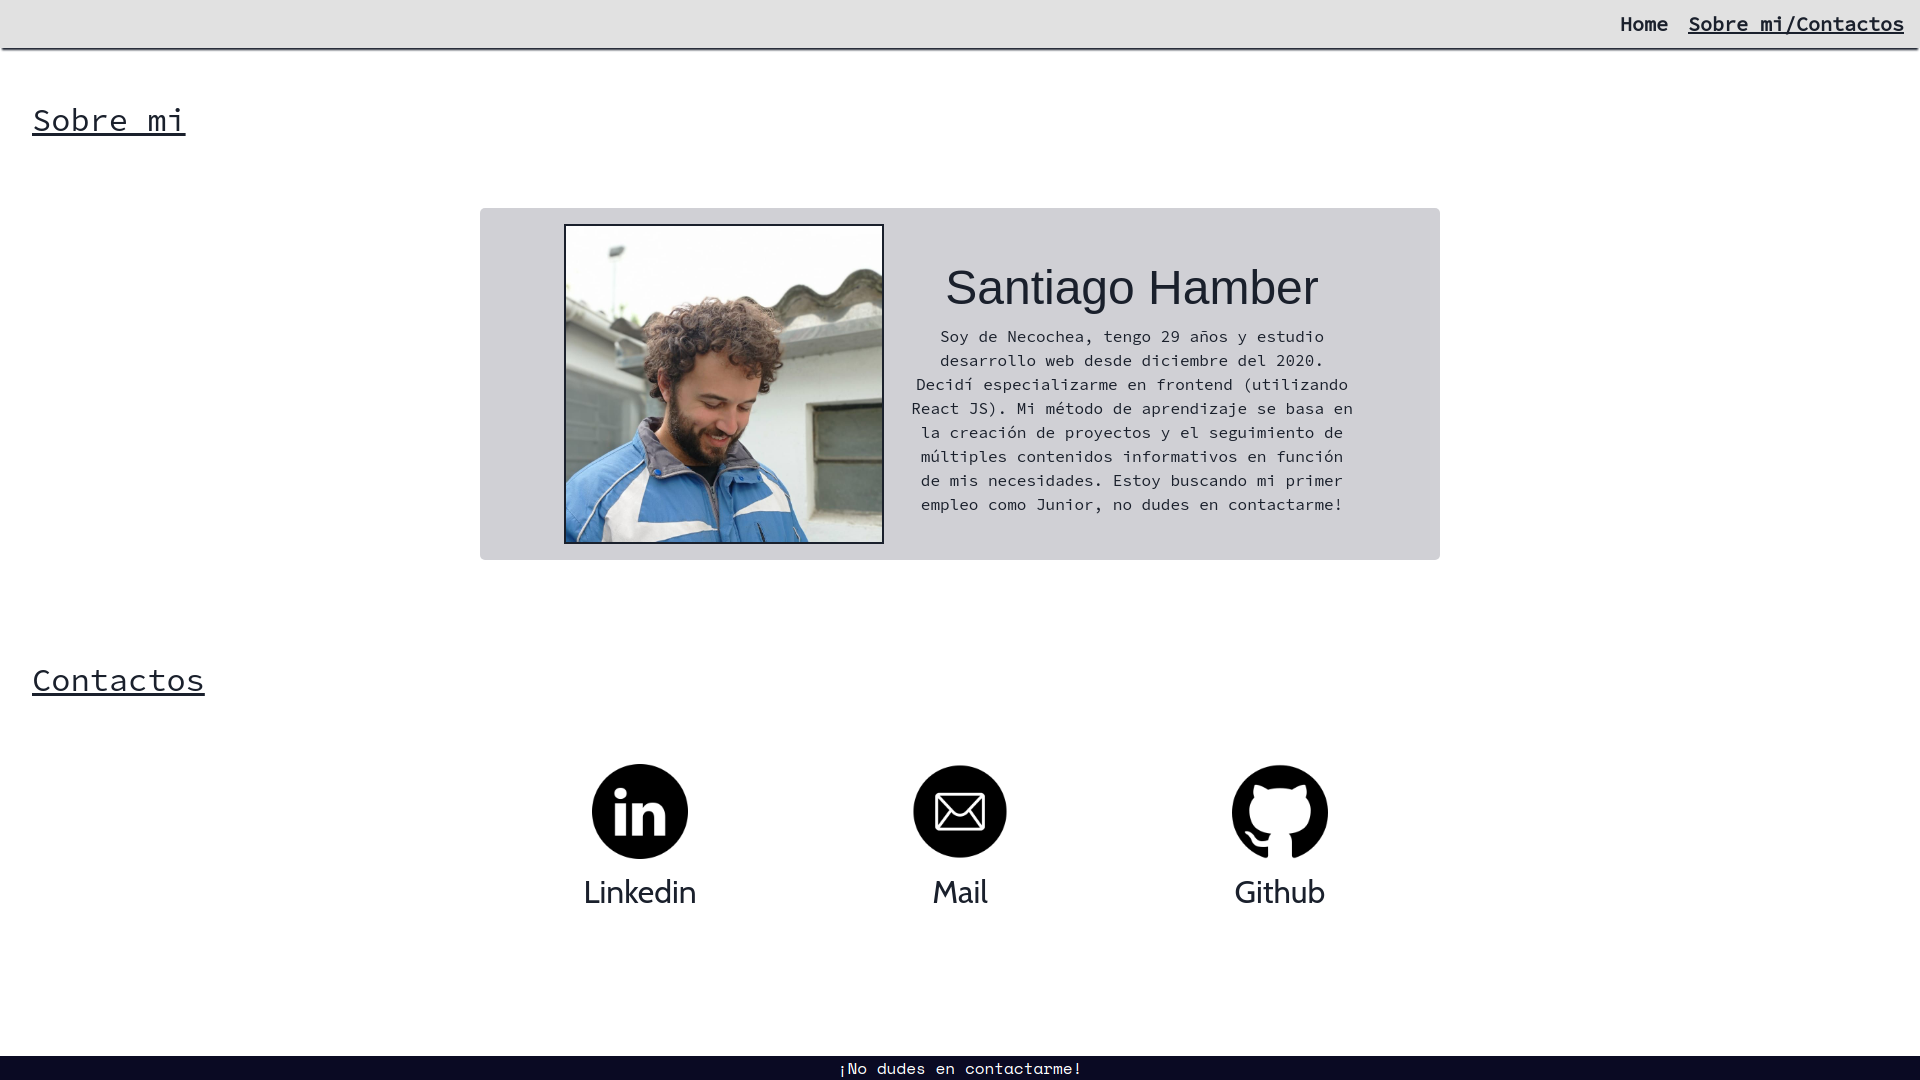 Home Sobre mi/Contactos
Sobre mi
Santiago Hamber
Soy de Necochea, tengo 29 años y estudio
desarrollo web desde diciembre del 2020.
Decidí especializarme en frontend (utilizando
React JS). Mi método de aprendizaje se basa en
la creación de proyectos y el seguimiento de
múltiples contenidos informativos en función
de mis necesidades. Estoy buscando mi primer
empleo como Junior, no dudes en contactarme!
Contactos
in
Linkedin
Mail
Github
¡No dudes en contactarme!